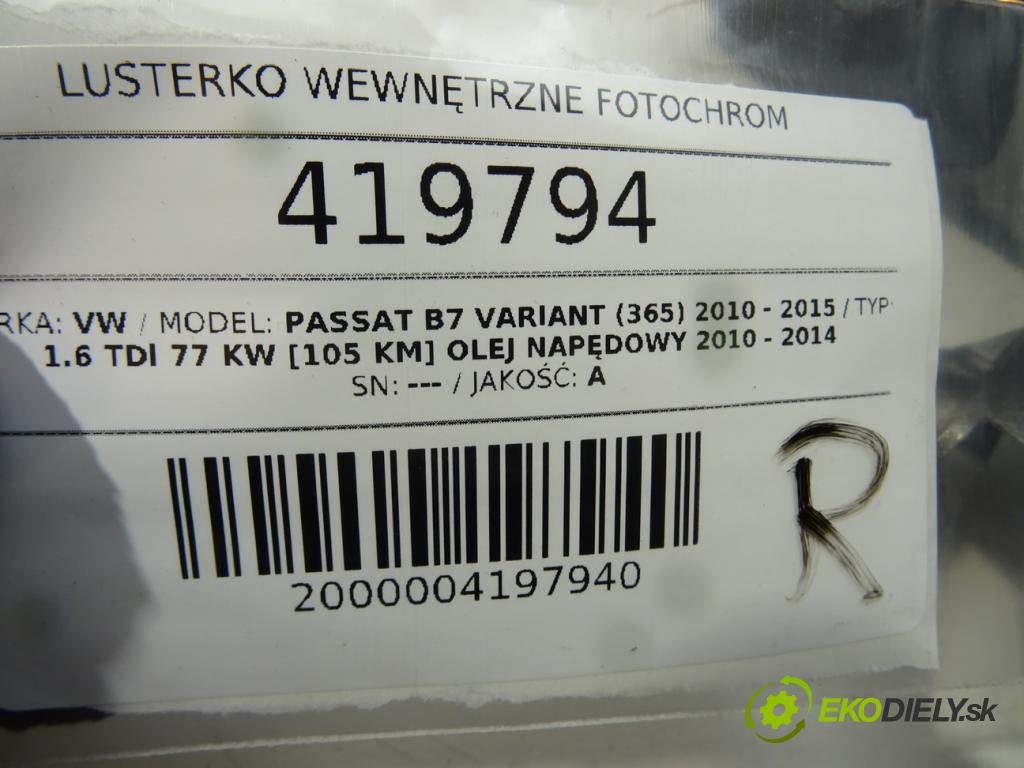 LUSTERKO WEWNĘTRZNE FOTOCHROM
419794
RKA: VW / MODEL: PASSAT B7 VARIANT (365) 2010 - 2015 / TYP:
1.6 TDI 77 KW [105 KM] OLEJ NAPĘDOWY 2010 - 2014
SN: --- / JAKOŚĆ: A
R
2000004197940
EKODIELY.sk